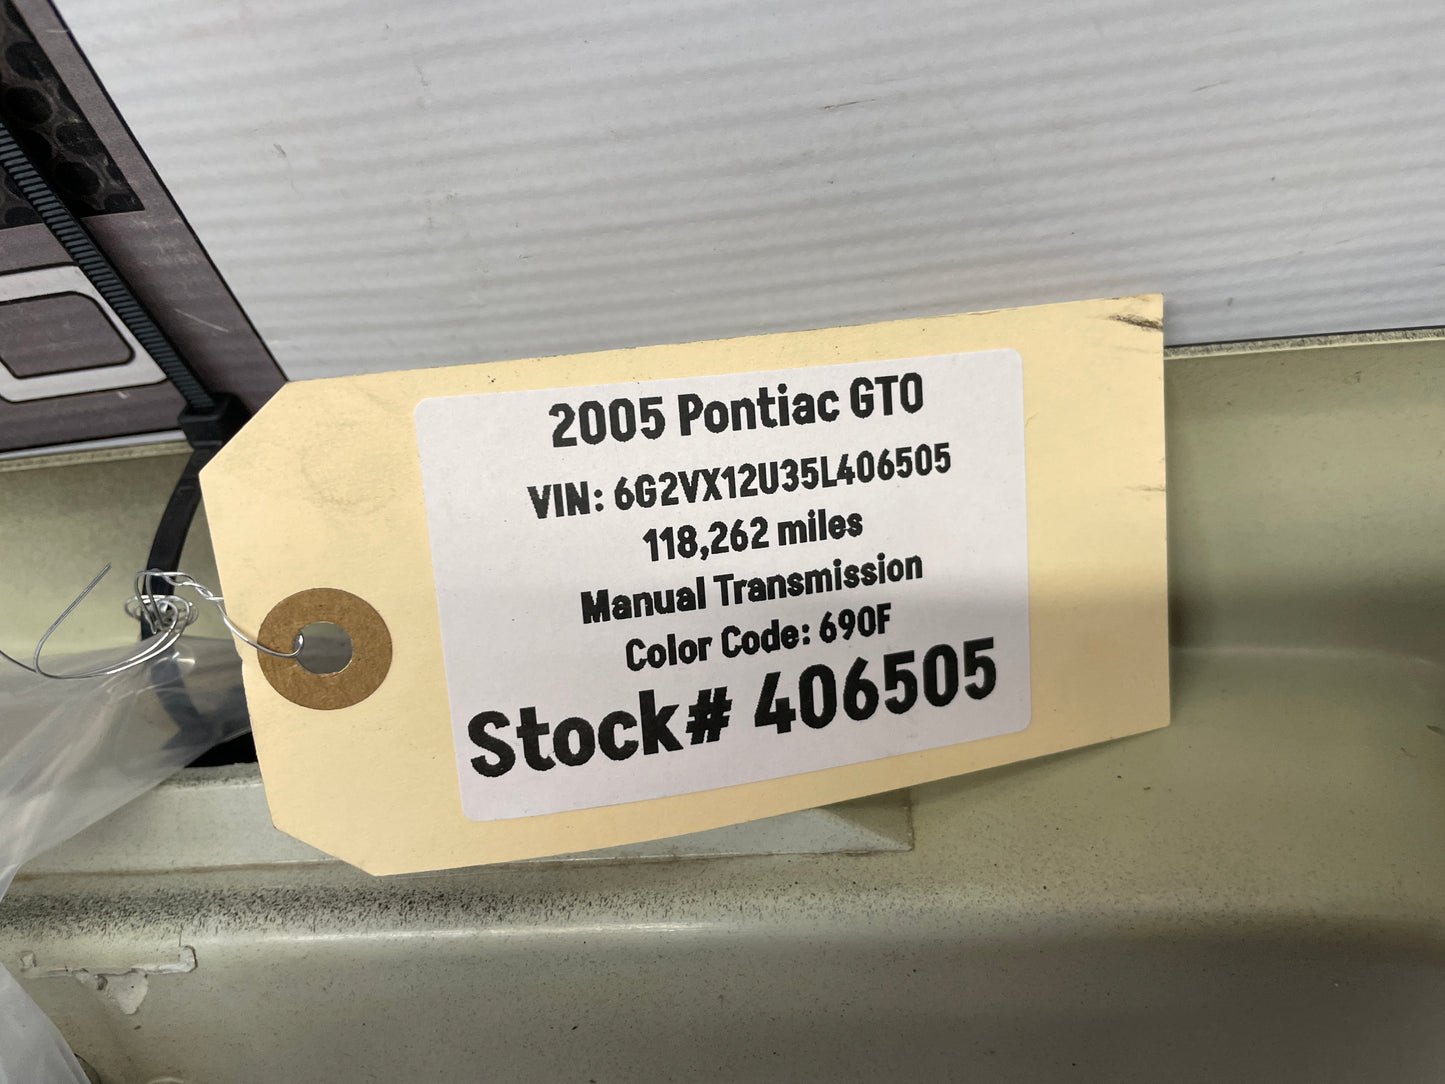 2005 Pontiac GTO
VIN: 6G2VX12U35L406505
118,262 miles
Manual Transmission
Color Code: 690F
Stock# 406505